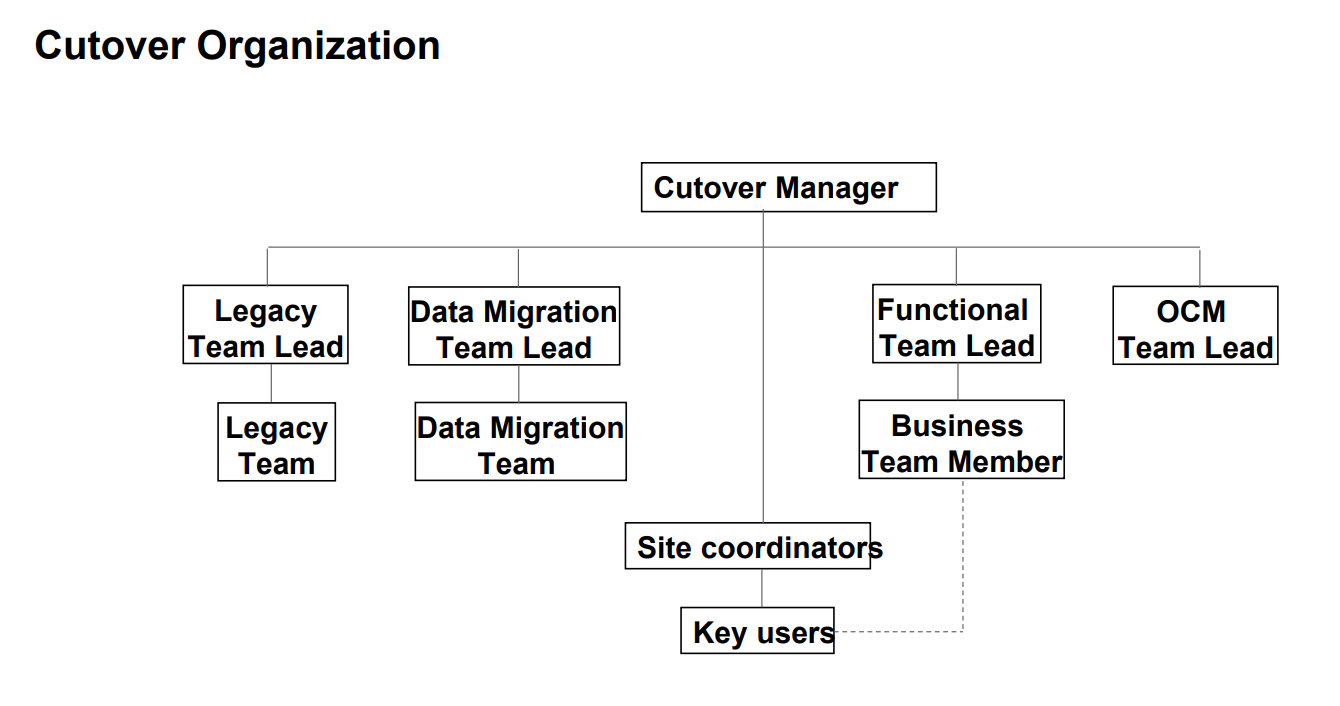 Cutover Organization
Cutover Manager
Legacy
Team Lead
Data Migration
Team Lead
Functional
Team Lead
OCM
Team Lead
Legacy
Team
Data Migration
Team
Business
Team Member
Site coordinators
Key users